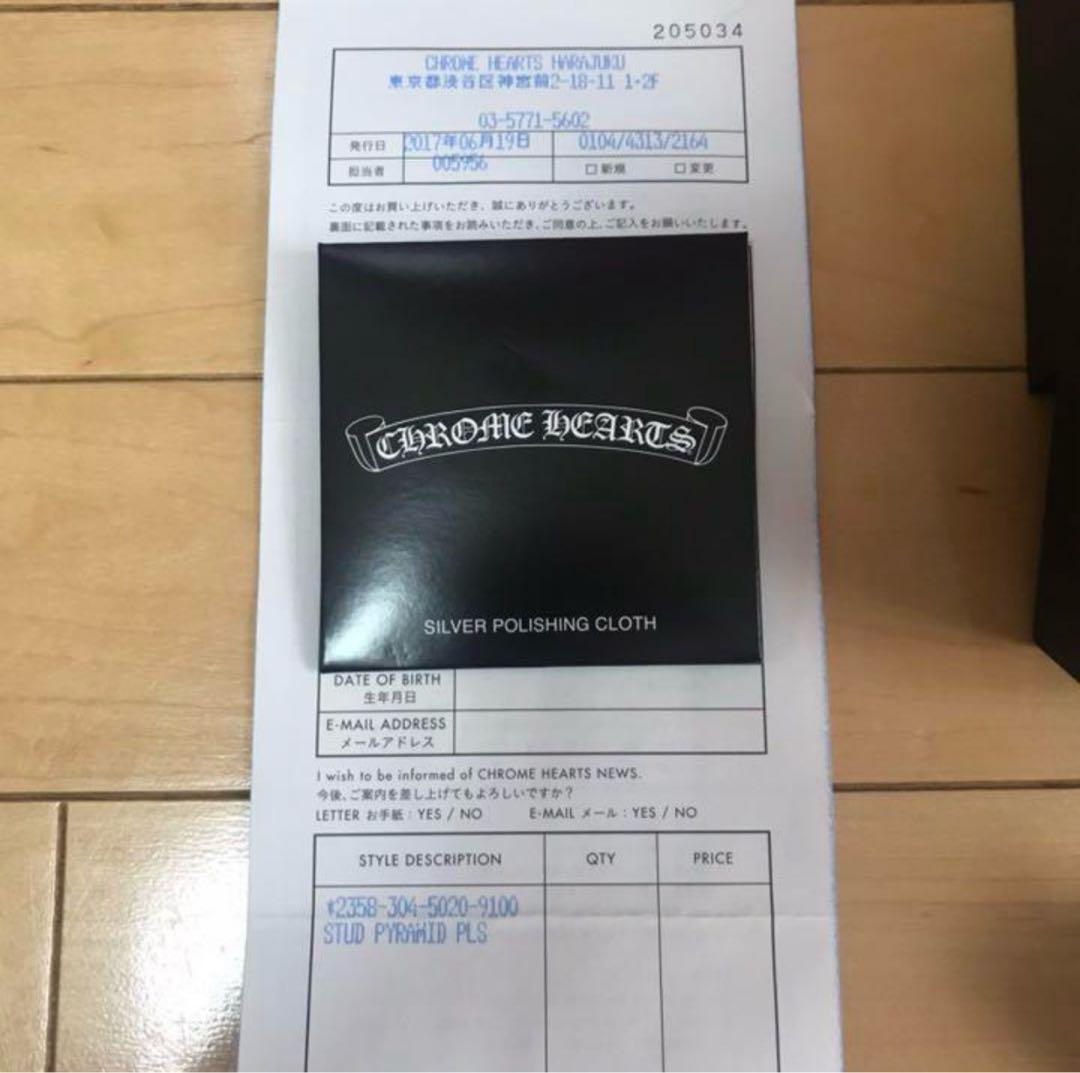 205034
CHROME HEARTS HARAJUKU
東京都渋谷区神宮前2-18-11 1・2F
03-5771-5602
発行日 2017年06月19日 0104/4313/2164
担当者 005956 □新規 □変更
この度はお買い上げいただき、誠にありがとうございます。
裏面に記載された事項をお読みいただき、ご同意の上、ご記入をお願いいたします。
CHROME HEARTS
SILVER POLISHING CLOTH
DATE OF BIRTH
生年月日
E-MAIL ADDRESS
メールアドレス
I wish to be informed of CHROME HEARTS NEWS.
今後、ご案内を差し上げてもよろしいですか?
LETTER お手紙:YES / NO E-MAIL メール:YES / NO
STYLE DESCRIPTION QTY PRICE
*2358-304-5020-9100
STUD PYRAMID PLS